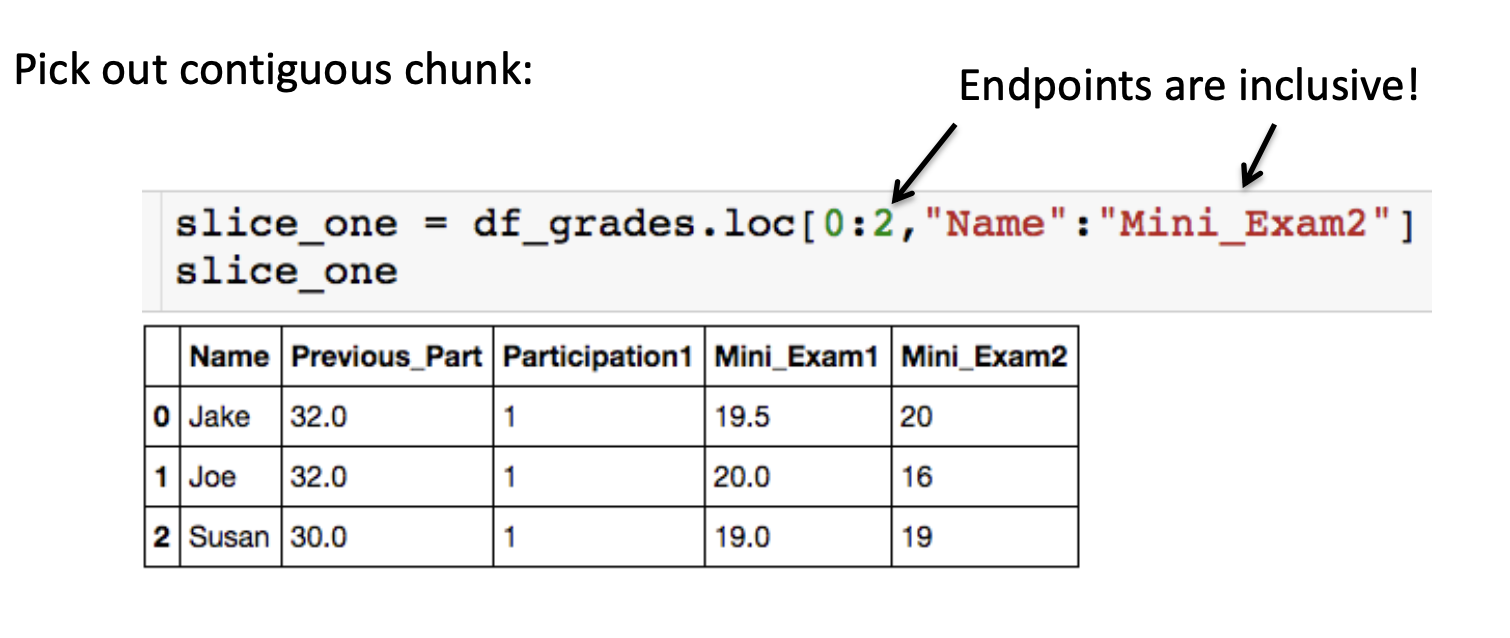 Pick out contiguous chunk:
Endpoints are inclusive!
slice_one = df_grades.loc[0:2,"Name":"Mini_Exam2"]
slice_one
Name Previous_Part Participation1 Mini_Exam1 Mini_Exam2
0 Jake 32.0 1 19.5 20
1 Joe 32.0 1 20.0 16
2 Susan 30.0 1 19.0 19